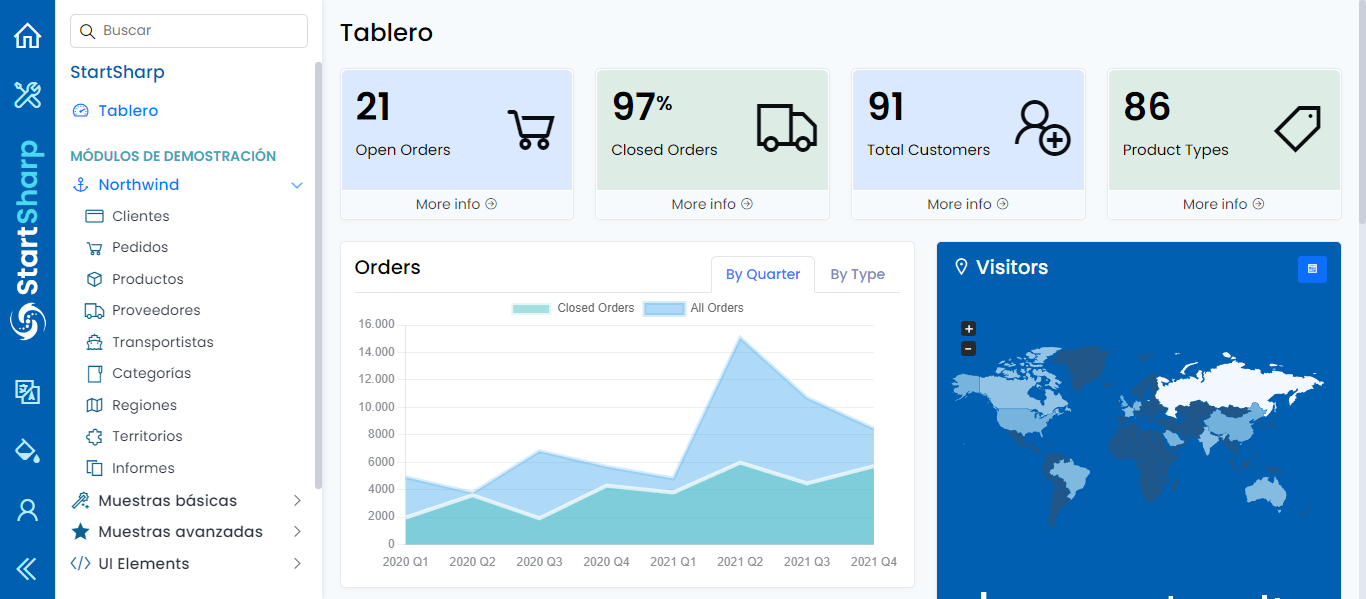 StartSharp
Buscar
StartSharp
Tablero
MÓDULOS DE DEMOSTRACIÓN
Northwind
Clientes
Pedidos
Productos
Proveedores
Transportistas
Categorías
Regiones
Territorios
Informes
Muestras básicas
Muestras avanzadas
UI Elements
Tablero
21
Open Orders
More info
97%
Closed Orders
More info
91
Total Customers
More info
86
Product Types
More info
Orders
By Quarter
By Type
Closed Orders
All Orders
16.000
14.000
12.000
10.000
8000
6000
4000
2000
0
2020 Q1 2020 Q2 2020 Q3 2020 Q4 2021 Q1 2021 Q2 2021 Q3 2021 Q4
Visitors
+
−